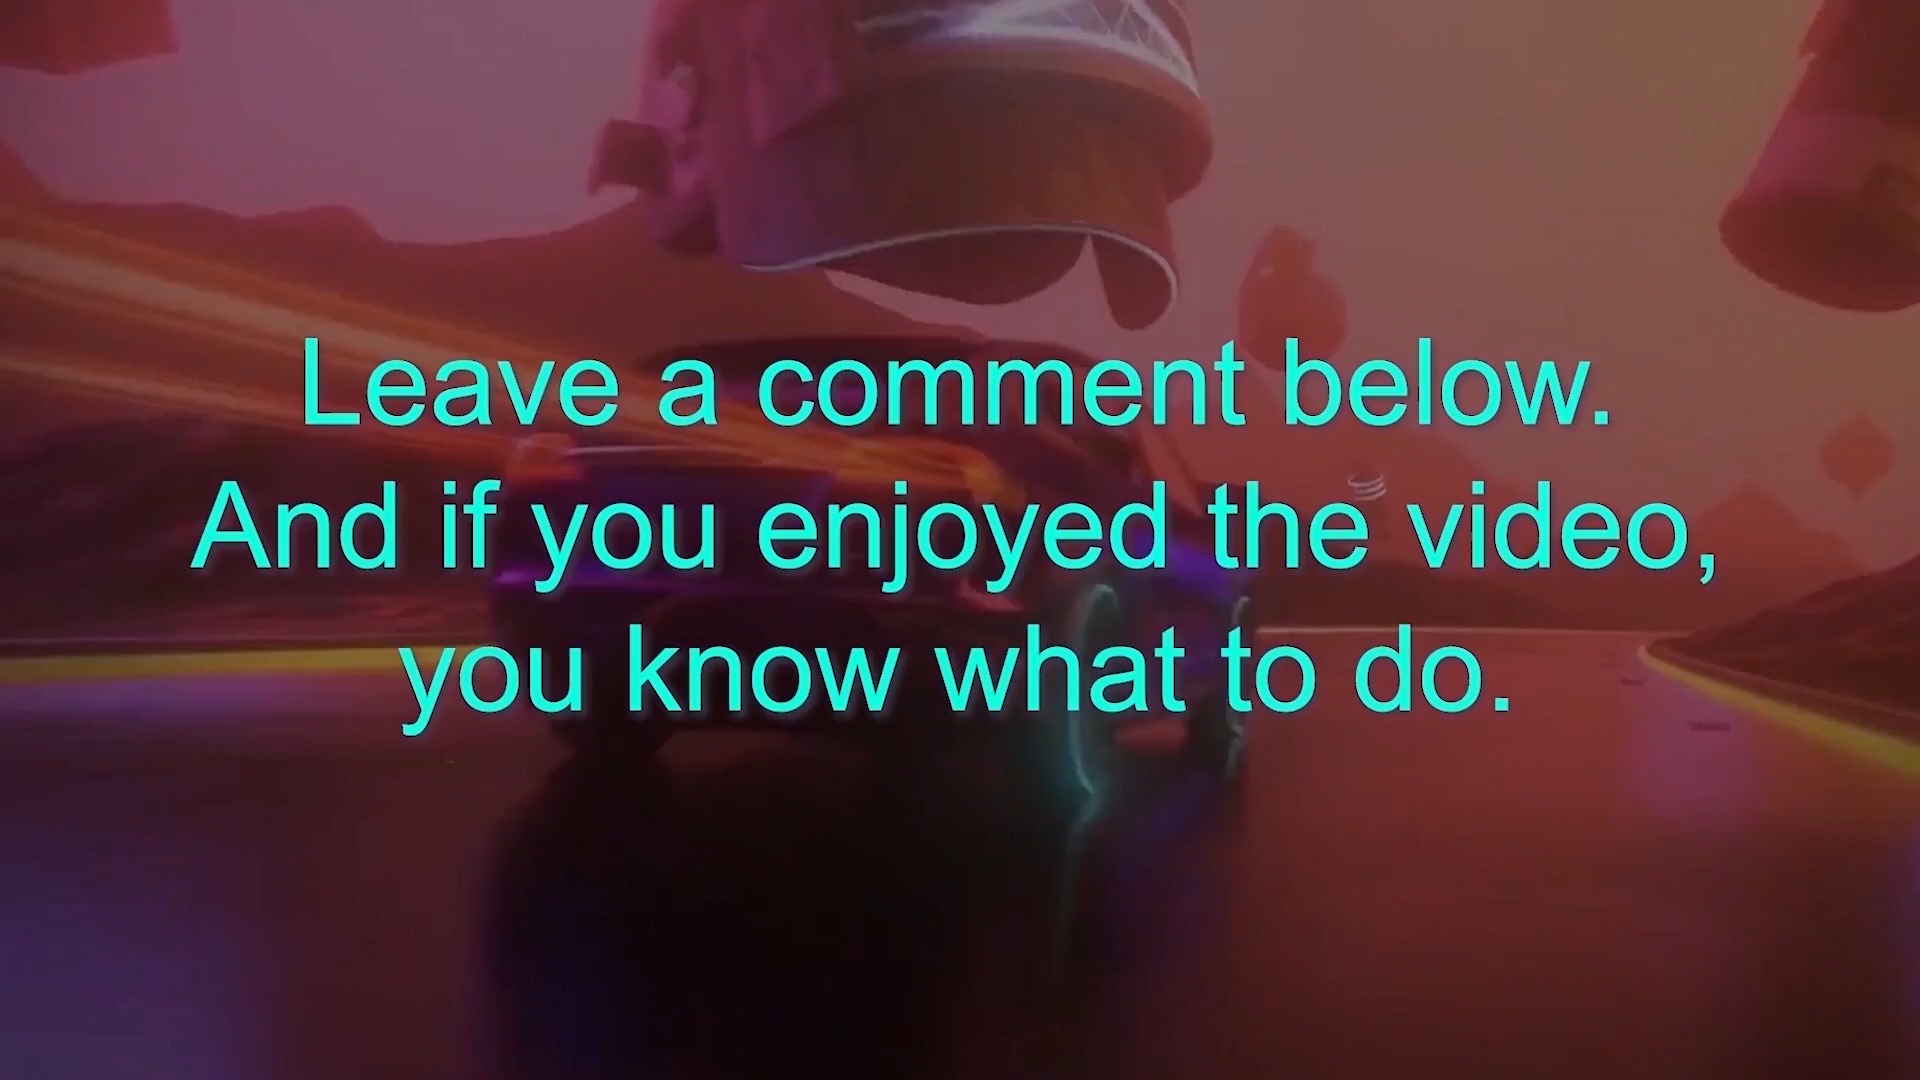 Leave a comment below.
And if you enjoyed the video,
you know what to do.